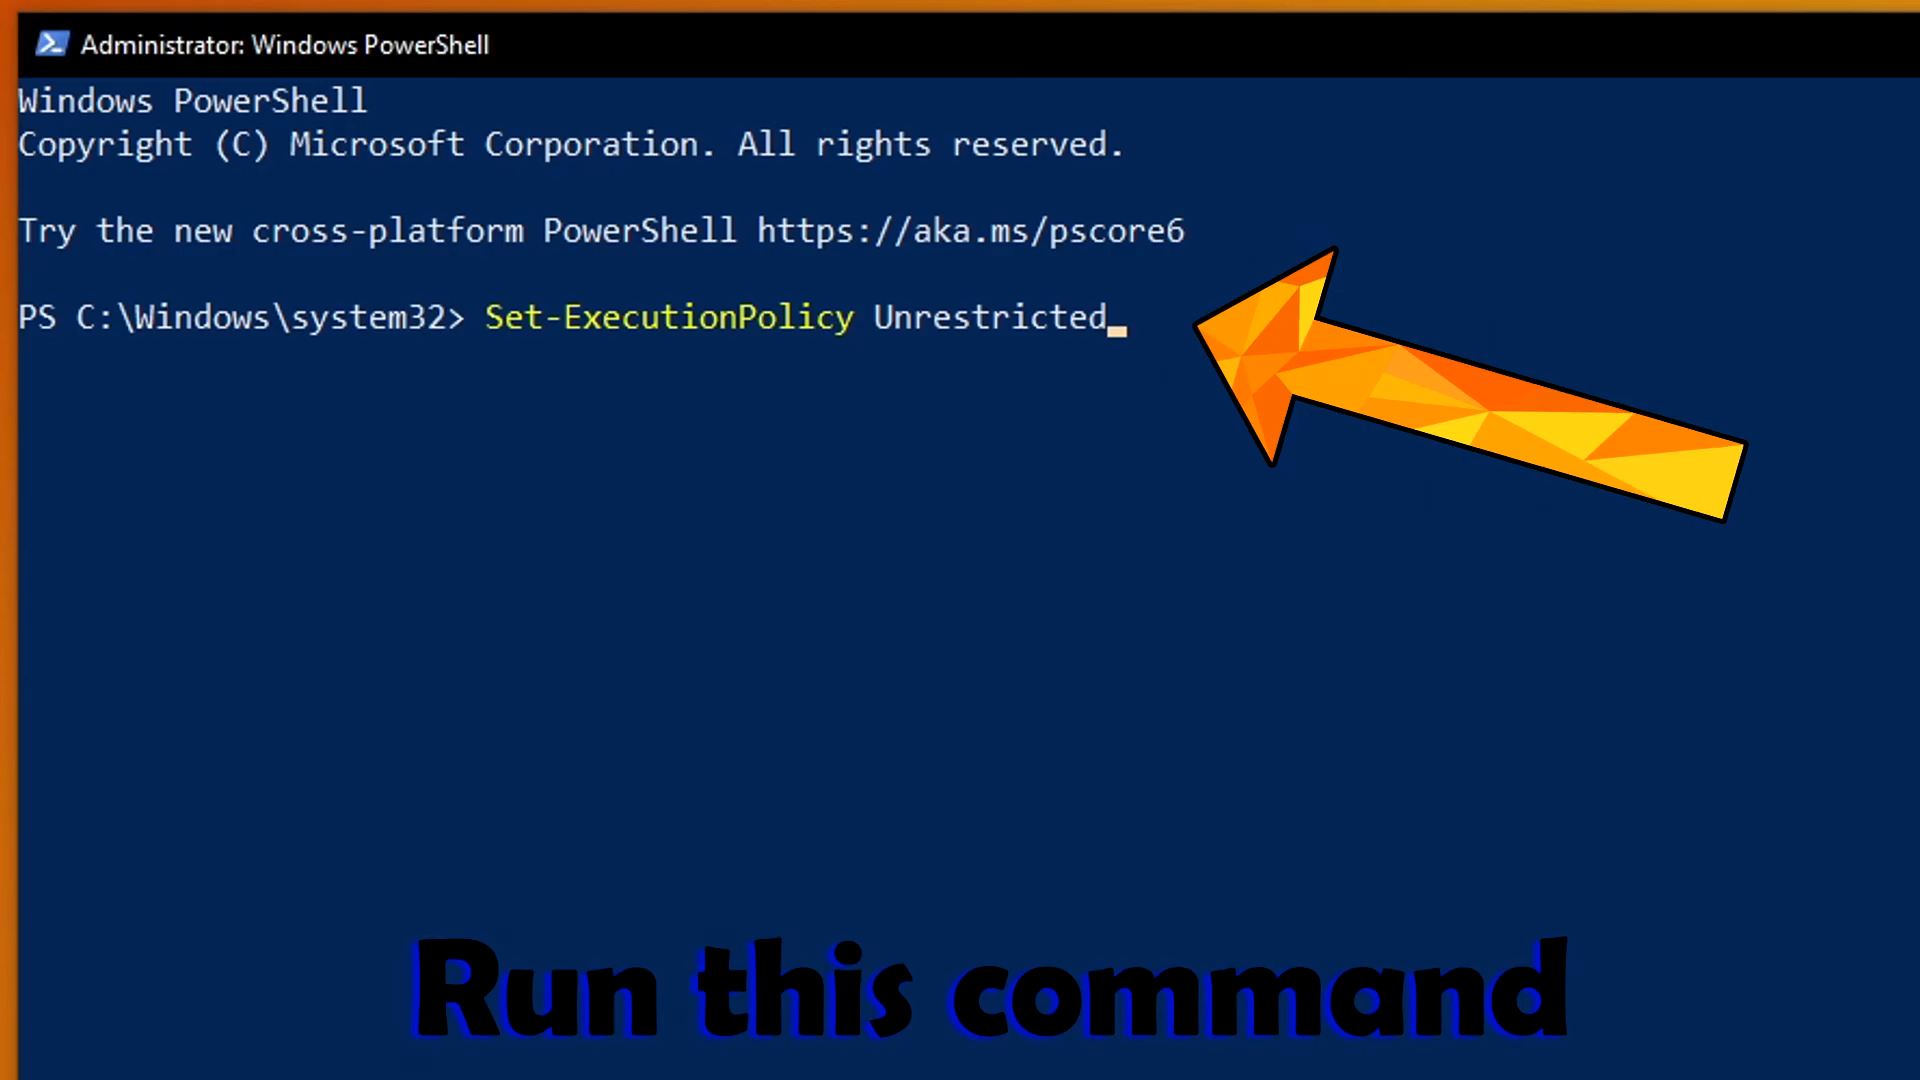 Administrator: Windows PowerShell
Windows PowerShell
Copyright (C) Microsoft Corporation. All rights reserved.
Try the new cross-platform PowerShell https://aka.ms/pscore6
PS C:\Windows\system32> Set-ExecutionPolicy Unrestricted
Run this command